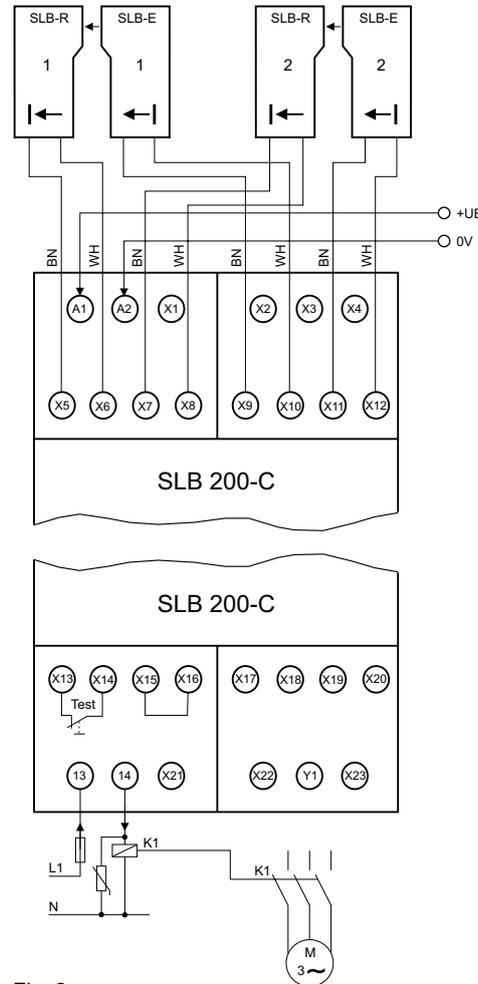 SLB-R SLB-E SLB-R SLB-E
1 1 2 2
+UB
0V
BN WH BN WH BN WH BN WH
A1 A2 X1 X2 X3 X4
X5 X6 X7 X8 X9 X10 X11 X12
SLB 200-C
SLB 200-C
X13 X14 X15 X16 X17 X18 X19 X20
Test
13 14 X21 X22 Y1 X23
K1
L1 K1
N
M
3~